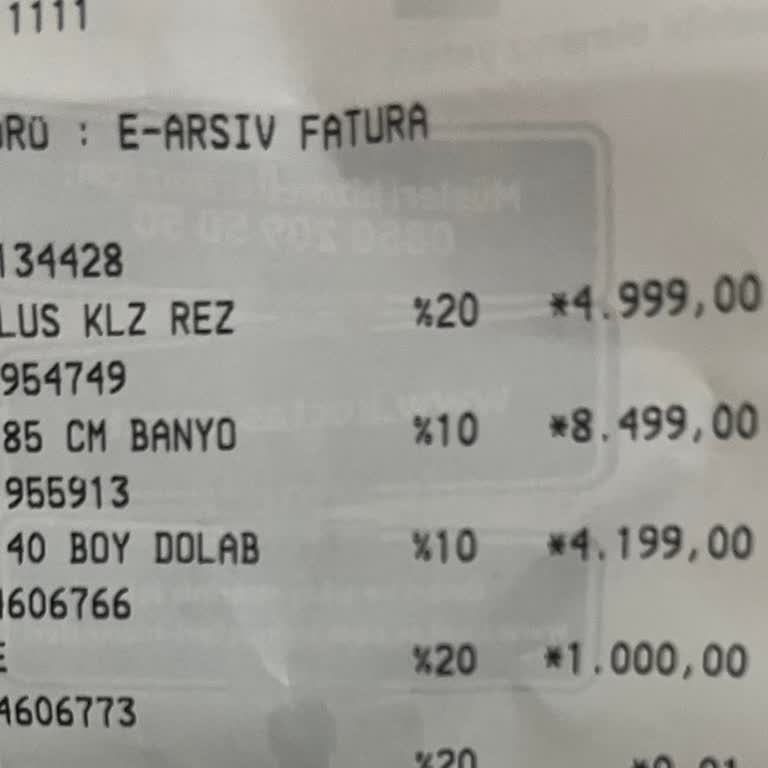 1111
: E-ARSIV FATURA
134428
LUS KLZ REZ %20 *4.999,00
954749
85 CM BANYO %10 *8.499,00
955913
40 BOY DOLAB %10 *4.199,00
606766
E %20 *1.000,00
4606773
%20